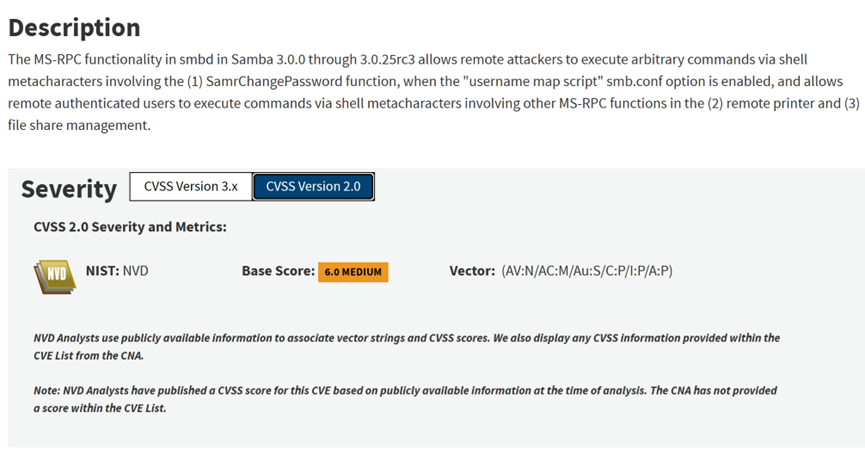 Description
The MS-RPC functionality in smbd in Samba 3.0.0 through 3.0.25rc3 allows remote attackers to execute arbitrary commands via shell
metacharacters involving the (1) SamrChangePassword function, when the "username map script" smb.conf option is enabled, and allows
remote authenticated users to execute commands via shell metacharacters involving other MS-RPC functions in the (2) remote printer and (3)
file share management.
Severity CVSS Version 3.x CVSS Version 2.0
CVSS 2.0 Severity and Metrics:
NVD NIST: NVD Base Score: 6.0 MEDIUM Vector: (AV:N/AC:M/Au:S/C:P/I:P/A:P)
NVD Analysts use publicly available information to associate vector strings and CVSS scores. We also display any CVSS information provided within the
CVE List from the CNA.
Note: NVD Analysts have published a CVSS score for this CVE based on publicly available information at the time of analysis. The CNA has not provided
a score within the CVE List.